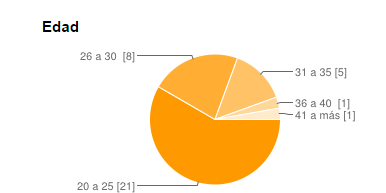 Edad
26 a 30 [8]
31 a 35 [5]
36 a 40 [1]
41 a más [1]
20 a 25 [21]